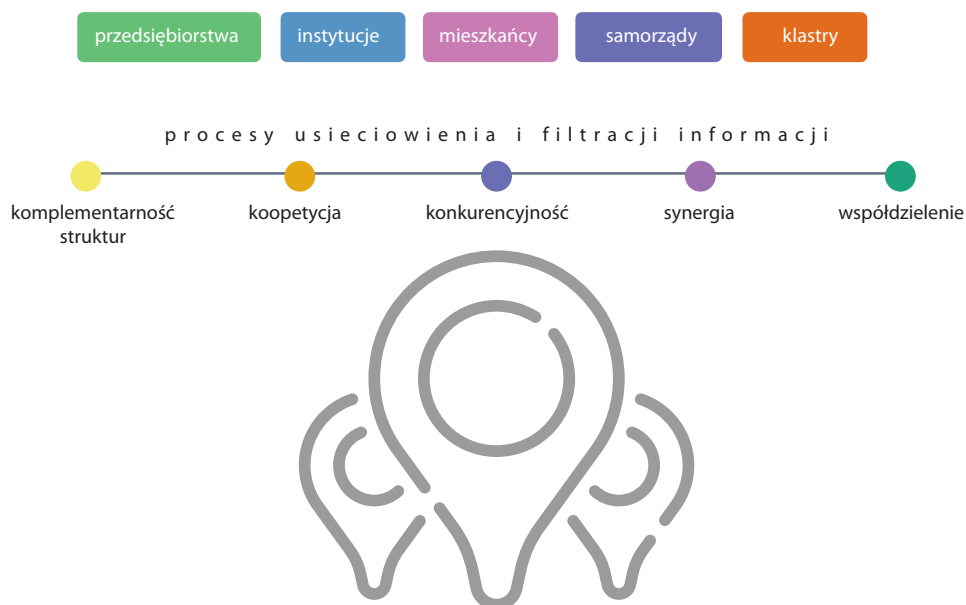 przedsiębiorstwa instytucje mieszkańcy samorządy klastry
procesy usieciowienia i filtracji informacji
komplementarność koopetycja konkurencyjność synergia współdzielenie
struktur